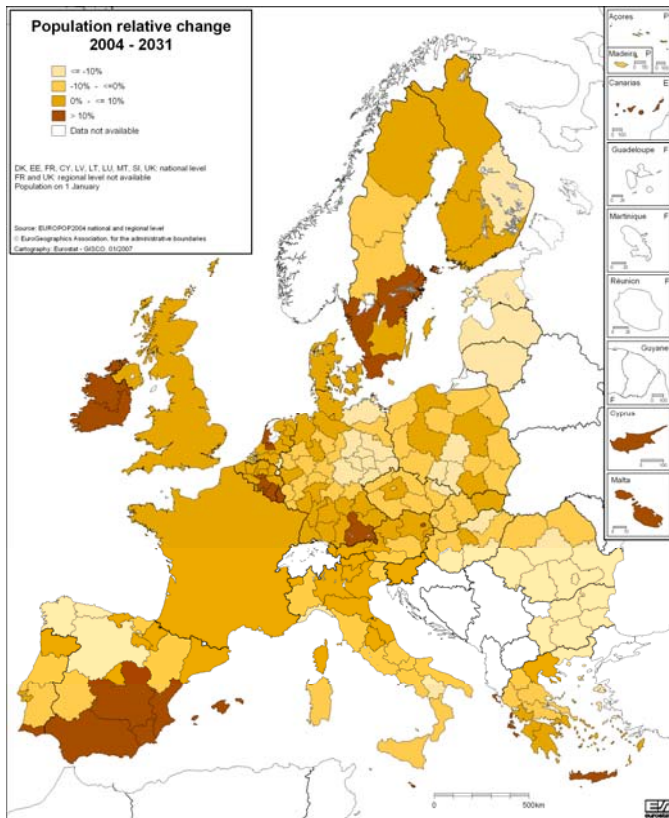 Population relative change
2004 - 2031
<= -10%
-10% - <=0%
0% - <= 10%
> 10%
Data not available
DK, EE, FR, CY, LV, LT, LU, MT, SI, UK: national level
FR and UK: regional level not available
Population on 1 January
Source: EUROPOP2004 national and regional level
© EuroGeographics Association, for the administrative boundaries
Cartography: Eurostat - GISCO, 01/2007
Açores P
Madeira P
Canarias E
Guadeloupe F
Martinique F
Réunion F
Guyane
F
Cyprus
Malta
0 500km